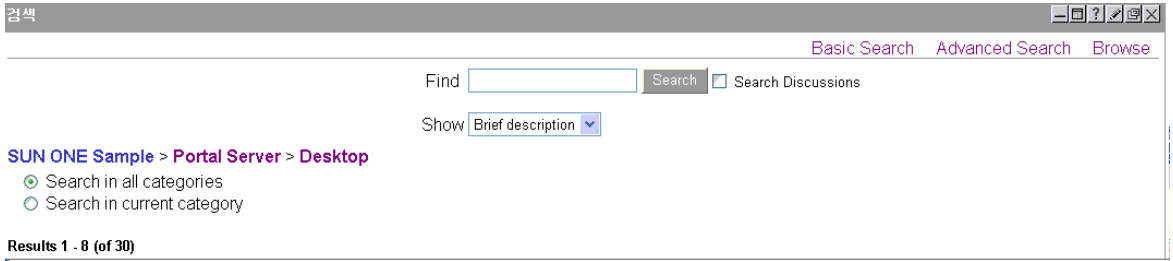 검색
Basic Search Advanced Search Browse
Find Search Search Discussions
Show Brief description
SUN ONE Sample > Portal Server > Desktop
Search in all categories
Search in current category
Results 1 - 8 (of 30)